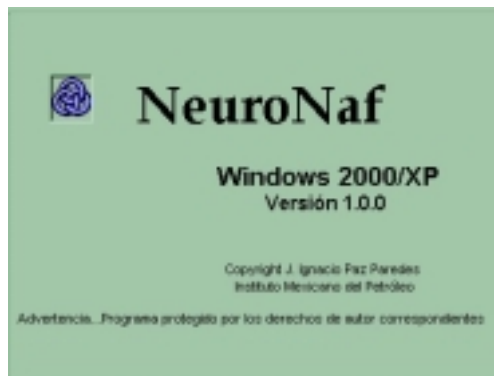 NeuroNaf
Windows 2000/XP
Versión 1.0.0
Copyright J. Ignacio Paz Paredes
Instituto Mexicano del Petróleo
Advertencia...Programa protegido por los derechos de autor correspondientes